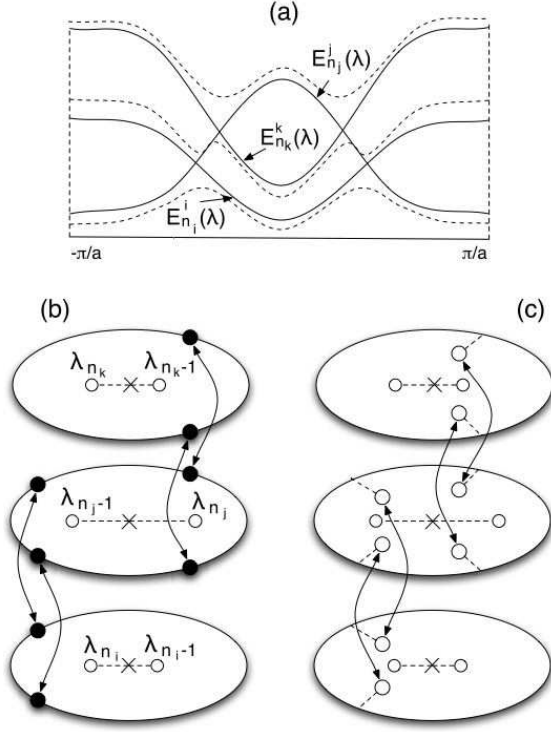 (a)
E^j_{n_j}(λ)
E^k_{n_k}(λ)
E^i_{n_i}(λ)
-π/a π/a
(b) (c)
λ_{n_k} λ_{n_k-1}
λ_{n_j-1} λ_{n_j}
λ_{n_i} λ_{n_i-1}